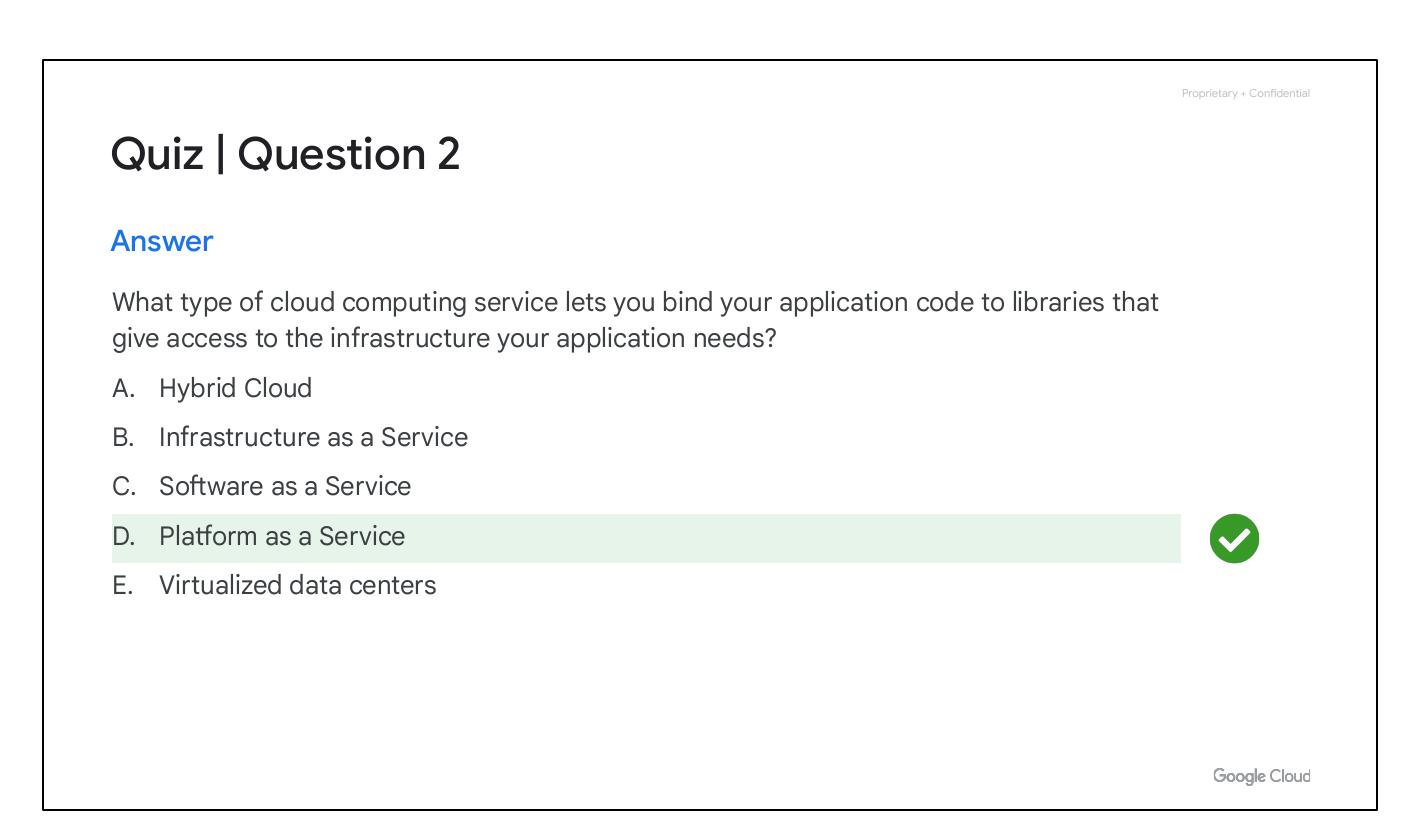 Proprietary + Confidential
Quiz | Question 2
Answer
What type of cloud computing service lets you bind your application code to libraries that
give access to the infrastructure your application needs?
A. Hybrid Cloud
B. Infrastructure as a Service
C. Software as a Service
D. Platform as a Service
E. Virtualized data centers
Google Cloud